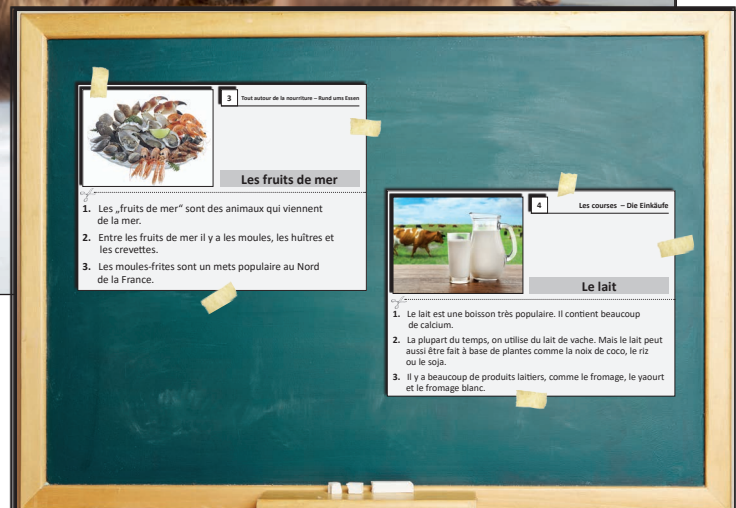 3 Tout autour de la nourriture – Rund ums Essen
Les fruits de mer
1. Les „fruits de mer“ sont des animaux qui viennent
de la mer.
2. Entre les fruits de mer il y a les moules, les huîtres et
les crevettes.
3. Les moules-frites sont un mets populaire au Nord
de la France.
4 Les courses – Die Einkäufe
Le lait
1. Le lait est une boisson très populaire. Il contient beaucoup
de calcium.
2. La plupart du temps, on utilise du lait de vache. Mais le lait peut
aussi être fait à base de plantes comme la noix de coco, le riz
ou le soja.
3. Il y a beaucoup de produits laitiers, comme le fromage, le yaourt
et le fromage blanc.